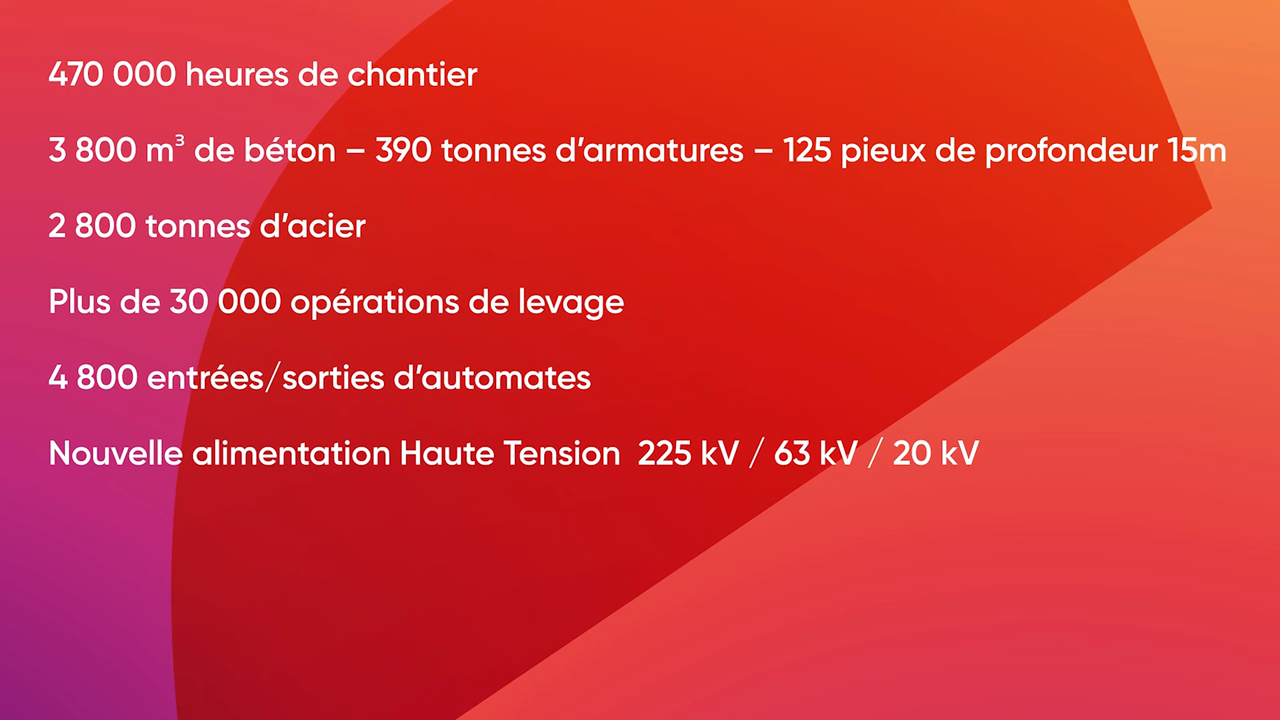 470 000 heures de chantier
3 800 m³ de béton – 390 tonnes d’armatures – 125 pieux de profondeur 15m
2 800 tonnes d’acier
Plus de 30 000 opérations de levage
4 800 entrées/sorties d’automates
Nouvelle alimentation Haute Tension  225 kV / 63 kV / 20 kV